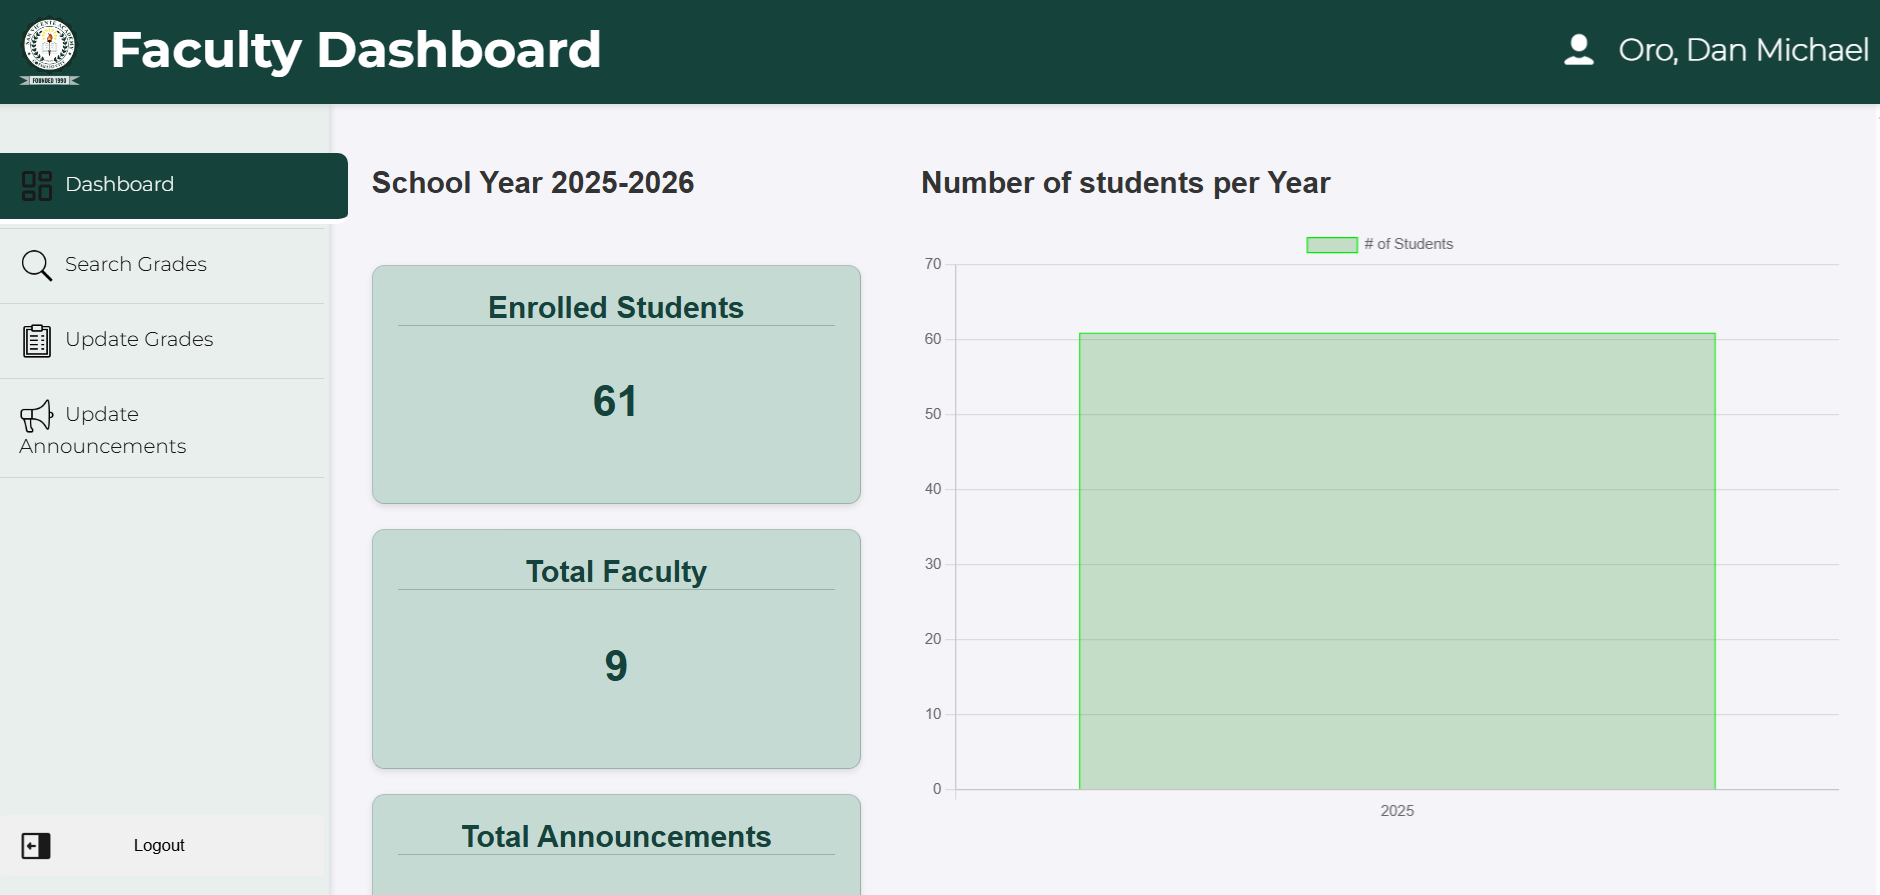 FOUNDED 1990
Faculty Dashboard
Oro, Dan Michael
Dashboard
Search Grades
Update Grades
Update
Announcements
Logout
School Year 2025-2026
Enrolled Students
61
Total Faculty
9
Total Announcements
Number of students per Year
# of Students
70
60
50
40
30
20
10
0
2025